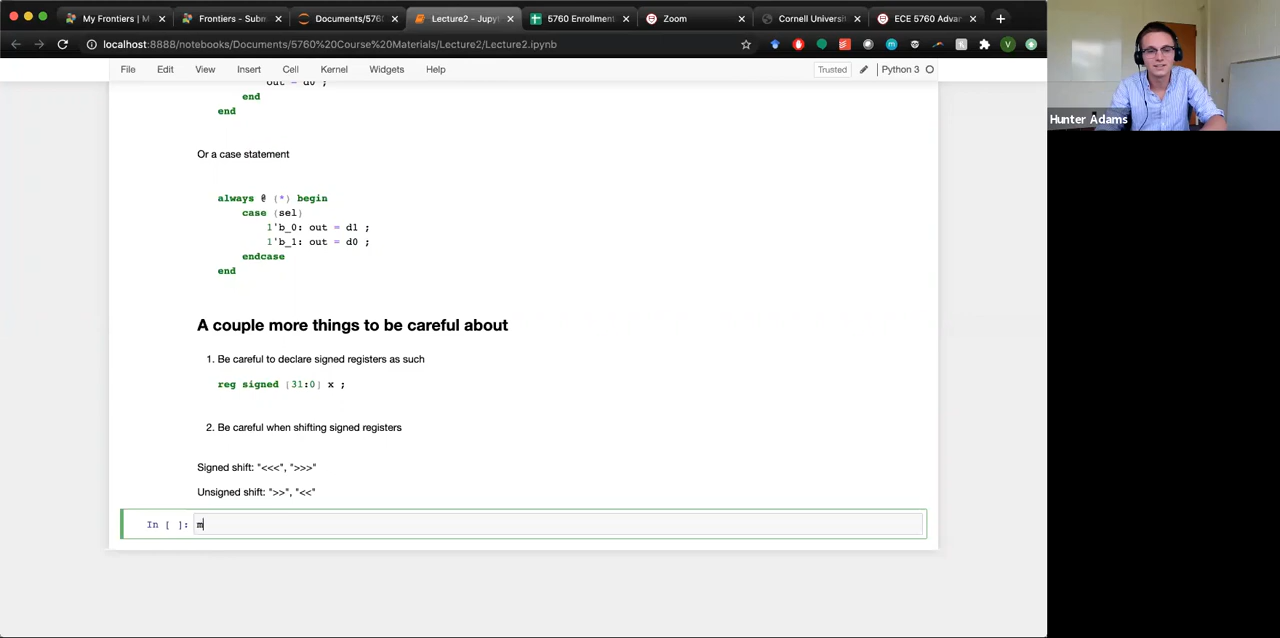 My Frontiers | M
Frontiers - Subm
Documents/5760
Lecture2 - Jupyt
5760 Enrollment
Zoom
Cornell Universit
ECE 5760 Advan
localhost:8888/notebooks/Documents/5760%20Course%20Materials/Lecture2/Lecture2.ipynb
File Edit View Insert Cell Kernel Widgets Help
Trusted
Python 3
Hunter Adams
out = d0 ;
end
end
Or a case statement
always @ (*) begin
case (sel)
1'b_0: out = d1 ;
1'b_1: out = d0 ;
endcase
end
A couple more things to be careful about
1. Be careful to declare signed registers as such
reg signed [31:0] x ;
2. Be careful when shifting signed registers
Signed shift: "<<<", ">>>"
Unsigned shift: ">>", "<<"
In [ ]: m